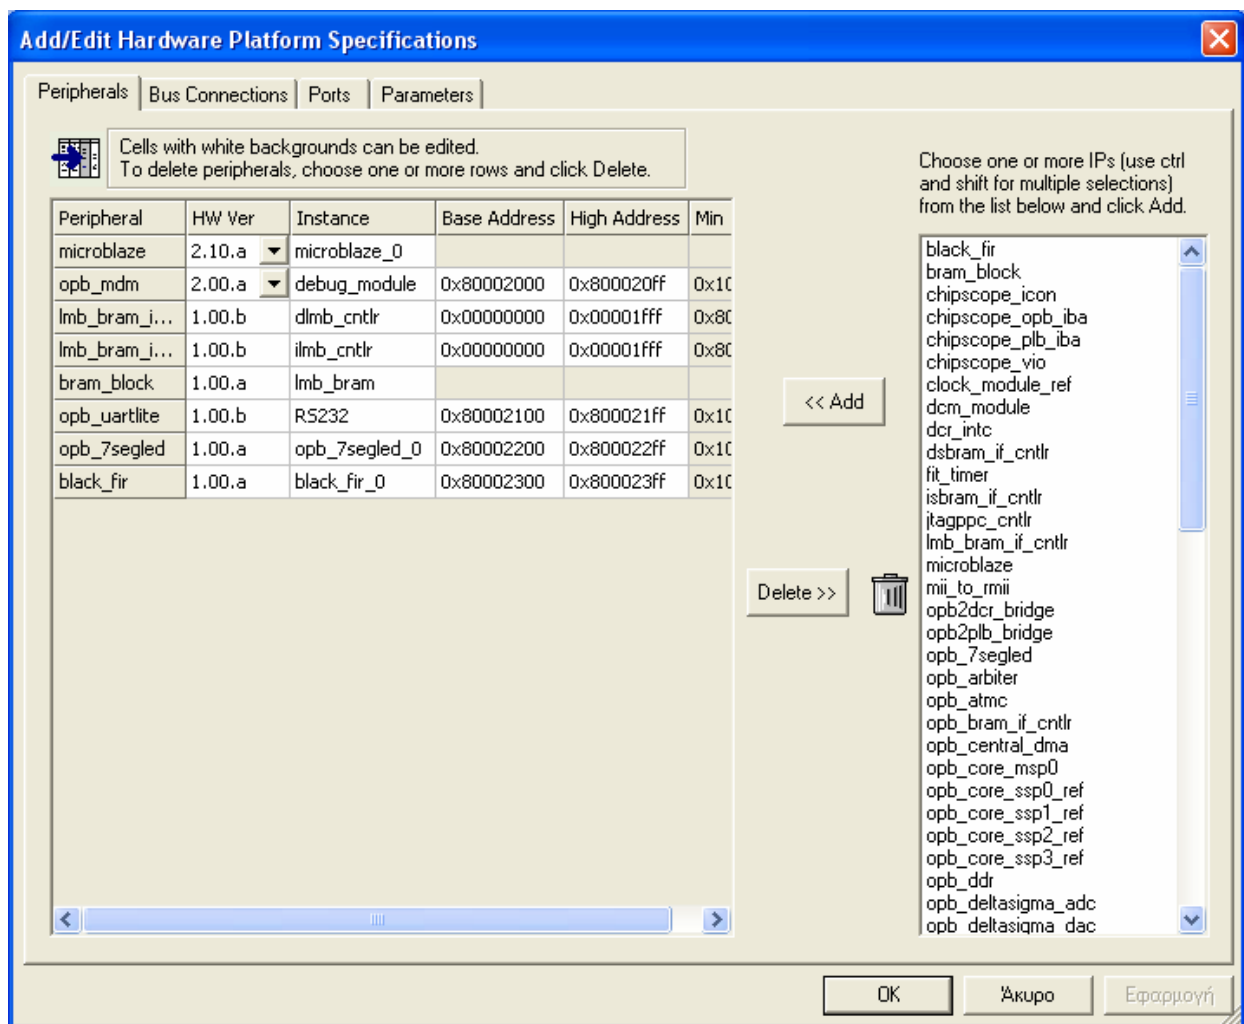 Add/Edit Hardware Platform Specifications
Peripherals Bus Connections Ports Parameters
Cells with white backgrounds can be edited.
To delete peripherals, choose one or more rows and click Delete.
Peripheral HW Ver Instance Base Address High Address Min
microblaze 2.10.a microblaze_0
opb_mdm 2.00.a debug_module 0x80002000 0x800020ff 0x10
lmb_bram_i... 1.00.b dlmb_cntlr 0x00000000 0x00001fff 0x80
lmb_bram_i... 1.00.b ilmb_cntlr 0x00000000 0x00001fff 0x80
bram_block 1.00.a lmb_bram
opb_uartlite 1.00.b RS232 0x80002100 0x800021ff 0x10
opb_7segled 1.00.a opb_7segled_0 0x80002200 0x800022ff 0x10
black_fir 1.00.a black_fir_0 0x80002300 0x800023ff 0x10
<< Add
Delete >>
Choose one or more IPs (use ctrl
and shift for multiple selections)
from the list below and click Add.
black_fir
bram_block
chipscope_icon
chipscope_opb_iba
chipscope_plb_iba
chipscope_vio
clock_module_ref
dcm_module
dcr_intc
dsbram_if_cntlr
fit_timer
isbram_if_cntlr
jtagppc_cntlr
lmb_bram_if_cntlr
microblaze
mii_to_rmii
opb2dcr_bridge
opb2plb_bridge
opb_7segled
opb_arbiter
opb_atmc
opb_bram_if_cntlr
opb_central_dma
opb_core_msp0
opb_core_ssp0_ref
opb_core_ssp1_ref
opb_core_ssp2_ref
opb_core_ssp3_ref
opb_ddr
opb_deltasigma_adc
opb_deltasigma_dac
OK Άκυρο Εφαρμογή